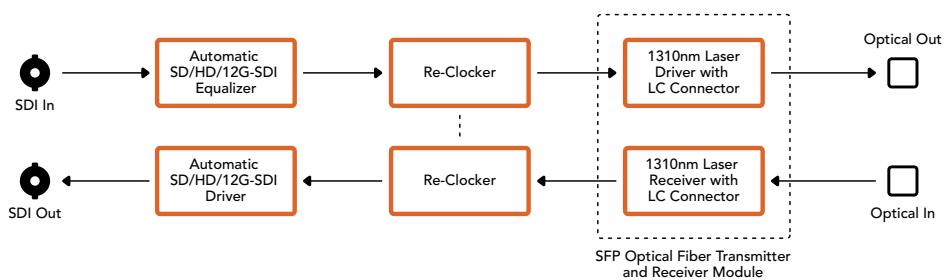 SDI In
Automatic
SD/HD/12G-SDI
Equalizer
Re-Clocker
1310nm Laser
Driver with
LC Connector
Optical Out
SDI Out
Automatic
SD/HD/12G-SDI
Driver
Re-Clocker
1310nm Laser
Receiver with
LC Connector
Optical In
SFP Optical Fiber Transmitter
and Receiver Module